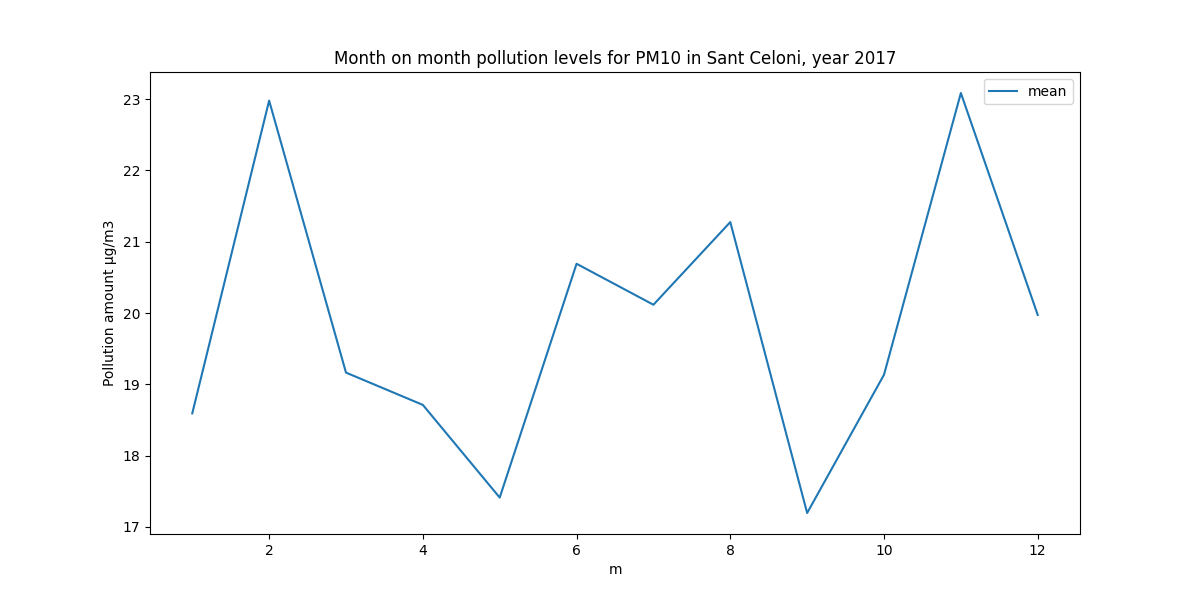 Month on month pollution levels for PM10 in Sant Celoni, year 2017
mean
Pollution amount µg/m3
23
22
21
20
19
18
17
2 4 6 8 10 12
m